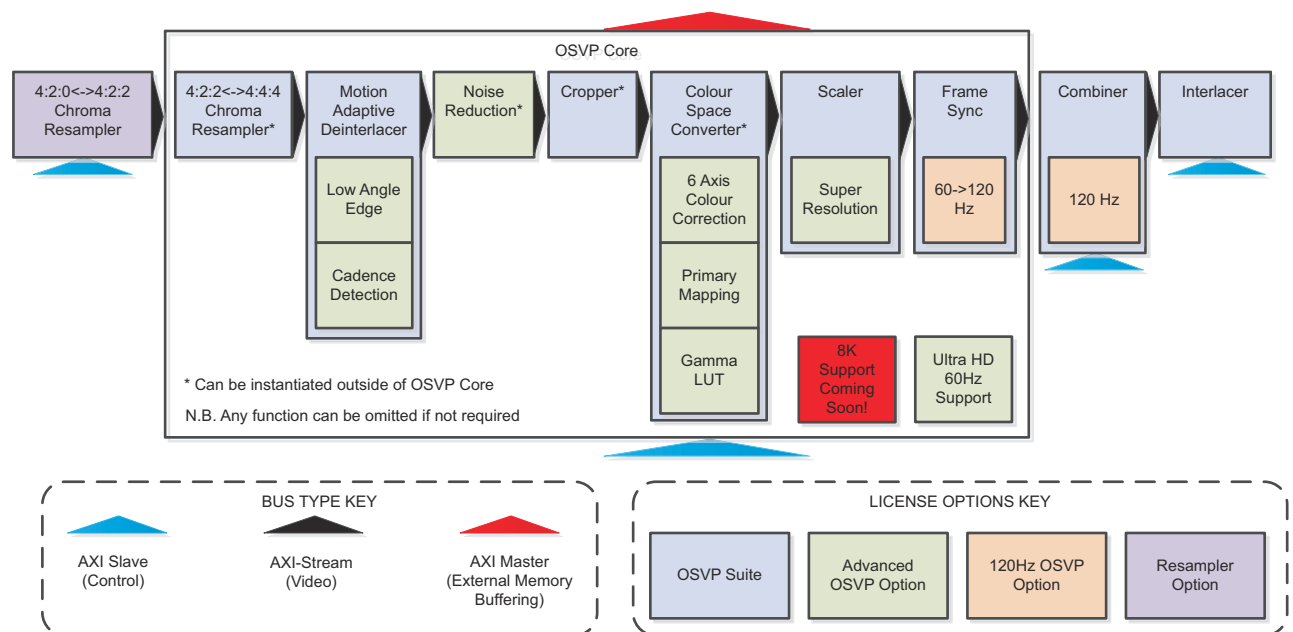 OSVP Core
4:2:0<->4:2:2
Chroma
Resampler
4:2:2<->4:4:4
Chroma
Resampler*
Motion
Adaptive
Deinterlacer
Noise
Reduction*
Cropper*
Colour
Space
Converter*
Scaler
Frame
Sync
Combiner
Interlacer
Low Angle
Edge
Cadence
Detection
6 Axis
Colour
Correction
Primary
Mapping
Gamma
LUT
Super
Resolution
60->120
Hz
120 Hz
8K
Support
Coming
Soon!
Ultra HD
60Hz
Support
* Can be instantiated outside of OSVP Core
N.B. Any function can be omitted if not required
BUS TYPE KEY
AXI Slave
(Control)
AXI-Stream
(Video)
AXI Master
(External Memory
Buffering)
LICENSE OPTIONS KEY
OSVP Suite
Advanced
OSVP Option
120Hz OSVP
Option
Resampler
Option